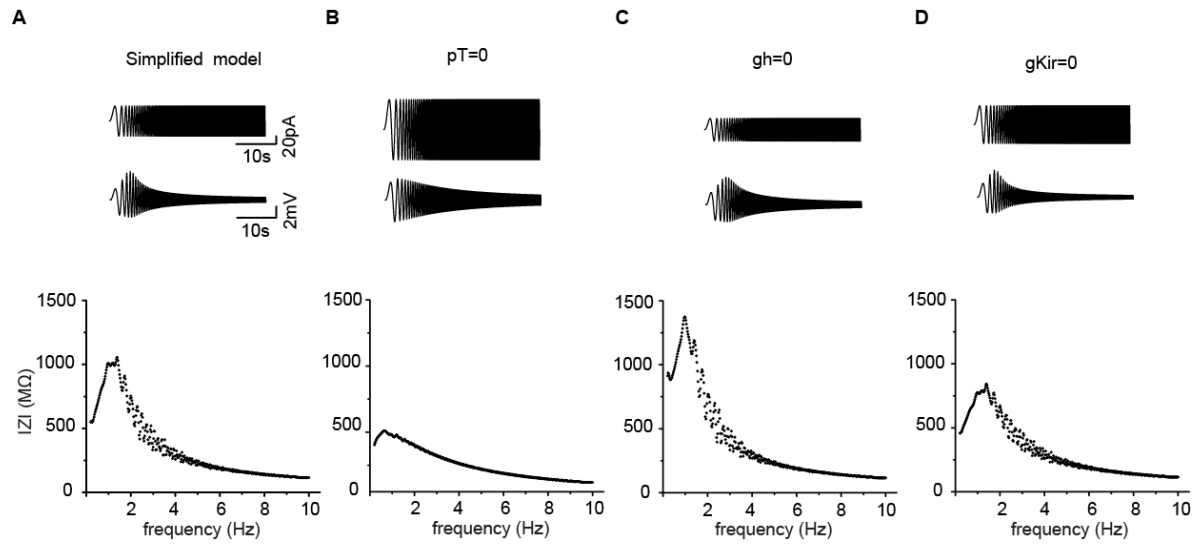 A B C D
Simplified model pT=0 gh=0 gKir=0
10s 20pA
10s 2mV
1500 1500 1500 1500
1000 1000 1000 1000
500 500 500 500
0 0 0 0
2 4 6 8 10 2 4 6 8 10 2 4 6 8 10 2 4 6 8 10
IZI (MΩ)
frequency (Hz) frequency (Hz) frequency (Hz) frequency (Hz)